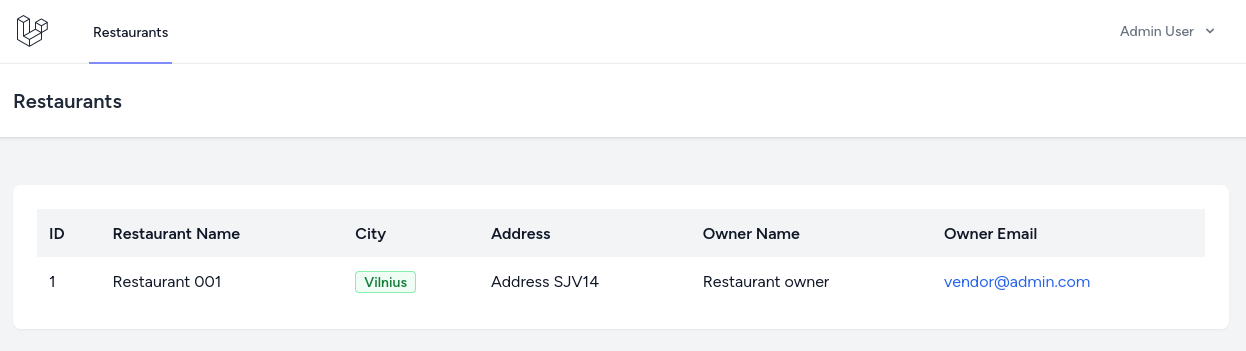 Restaurants Admin User
Restaurants
ID Restaurant Name City Address Owner Name Owner Email
1 Restaurant 001 Vilnius Address SJV14 Restaurant owner vendor@admin.com